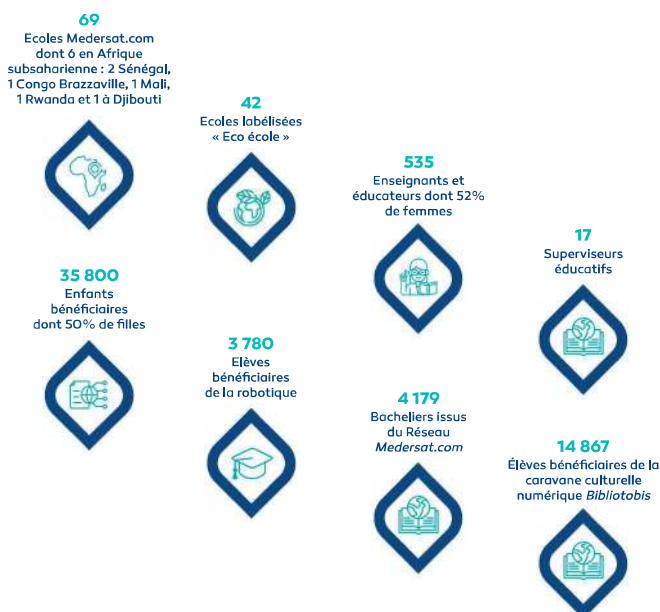 69
Ecoles Medersat.com
dont 6 en Afrique
subsaharienne : 2 Sénégal,
1 Congo Brazzaville, 1 Mali,
1 Rwanda et 1 à Djibouti
42
Ecoles labélisées
« Eco école »
535
Enseignants et
éducateurs dont 52%
de femmes
17
Superviseurs
éducatifs
35 800
Enfants
bénéficiaires
dont 50% de filles
3 780
Elèves
bénéficiaires
de la robotique
4 179
Bacheliers issus
du Réseau
Medersat.com
14 867
Élèves bénéficiaires de la
caravane culturelle
numérique Bibliotobis